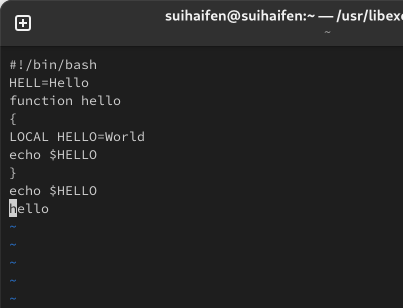 suihaifen@suihaifen:~ — /usr/libexe
~
#!/bin/bash
HELL=Hello
function hello
{
LOCAL HELLO=World
echo $HELLO
}
echo $HELLO
hello
~
~
~
~
~